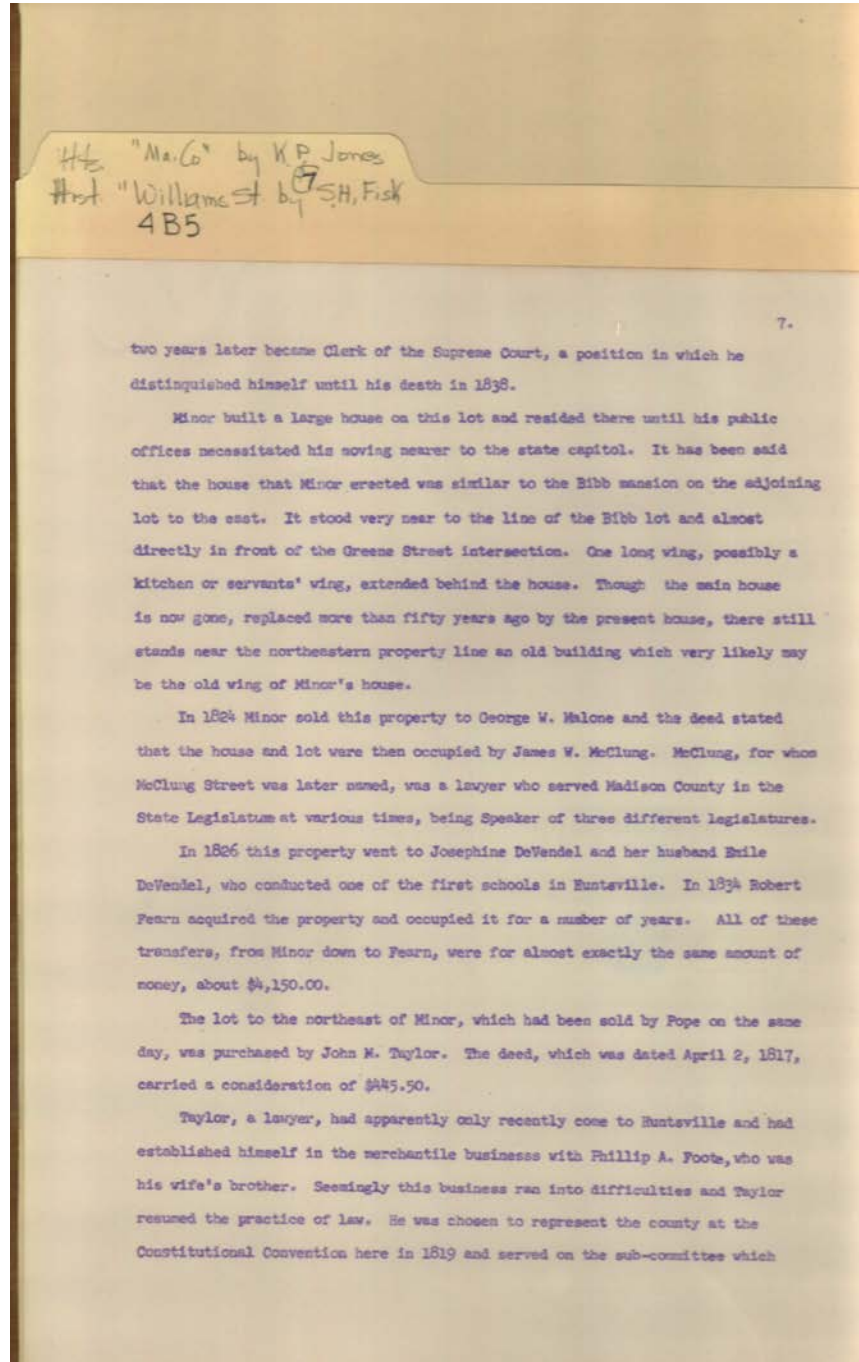 Hts "Ma. Co" by K.P. Jones
Hist "Williams St by S.H. Fisk
7
4B5
7.
two years later became Clerk of the Supreme Court, a position in which he
distinquished himself until his death in 1838.
Minor built a large house on this lot and resided there until his public
offices necessitated his moving nearer to the state capitol. It has been said
that the house that Minor erected was similar to the Bibb mansion on the adjoining
lot to the east. It stood very near to the line of the Bibb lot and almost
directly in front of the Greene Street intersection. One long wing, possibly a
kitchen or servants' wing, extended behind the house. Though the main house
is now gone, replaced more than fifty years ago by the present house, there still
stands near the northeastern property line an old building which very likely may
be the old wing of Minor's house.
In 1824 Minor sold this property to George W. Malone and the deed stated
that the house and lot were then occupied by James W. McClung. McClung, for whom
McClung Street was later named, was a lawyer who served Madison County in the
State Legislatum at various times, being Speaker of three different legislatures.
In 1826 this property went to Josephine DeVendel and her husband Emile
DeVendel, who conducted one of the first schools in Huntsville. In 1834 Robert
Fearn acquired the property and occupied it for a number of years. All of these
transfers, from Minor down to Fearn, were for almost exactly the same amount of
money, about $4,150.00.
The lot to the northeast of Minor, which had been sold by Pope on the same
day, was purchased by John M. Taylor. The deed, which was dated April 2, 1817,
carried a consideration of $445.50.
Taylor, a lawyer, had apparently only recently come to Huntsville and had
established himself in the merchantile businesss with Phillip A. Foote, who was
his wife's brother. Seemingly this business ran into difficulties and Taylor
resumed the practice of law. He was chosen to represent the county at the
Constitutional Convention here in 1819 and served on the sub-committee which